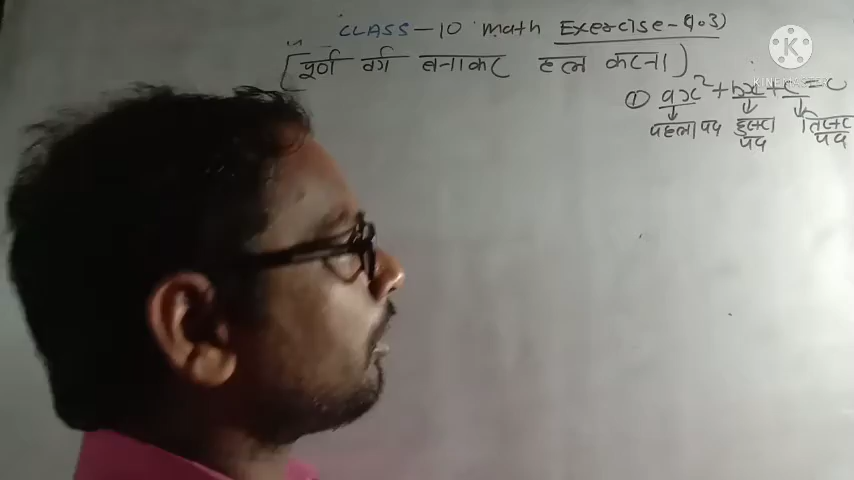 CLASS-10 Math Exercise-(4.3)
[पूर्ण वर्ग बनाकर हल करना)
KINEMASTER
① ax²+bx+c=0
पहला पद दुसरा पद तिसरा पद